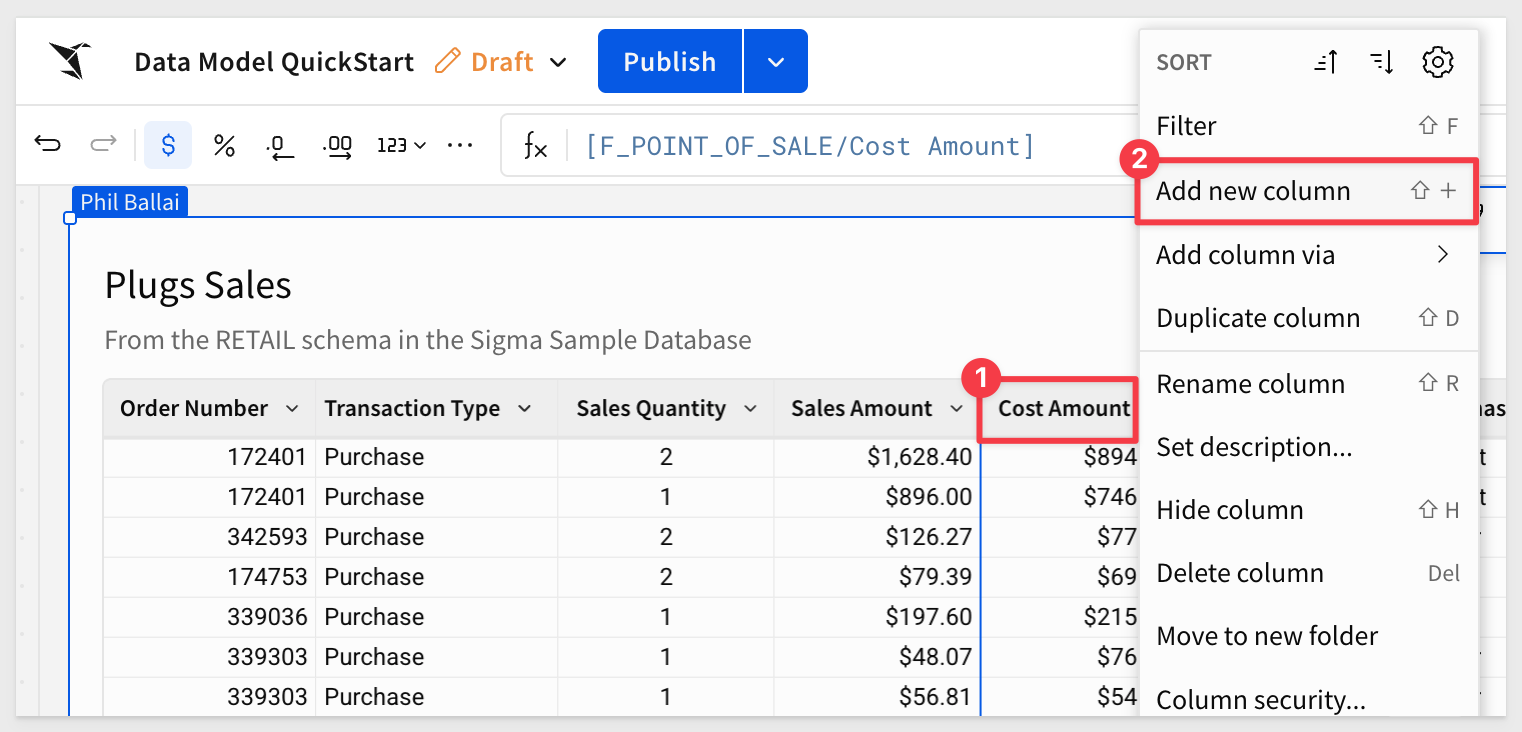 Data Model QuickStart Draft Publish
$ % .0 .00 123 ... fx [F_POINT_OF_SALE/Cost Amount]
Phil Ballai
Plugs Sales
From the RETAIL schema in the Sigma Sample Database
1
Order Number Transaction Type Sales Quantity Sales Amount Cost Amount
172401 Purchase 2 $1,628.40 $894
172401 Purchase 1 $896.00 $746
342593 Purchase 2 $126.27 $77
174753 Purchase 2 $79.39 $69
339036 Purchase 1 $197.60 $215
339303 Purchase 1 $48.07 $76
339303 Purchase 1 $56.81 $54
SORT
Filter ⇧ F
2
Add new column ⇧ +
Add column via
Duplicate column ⇧ D
Rename column ⇧ R
Set description...
Hide column ⇧ H
Delete column Del
Move to new folder
Column security...